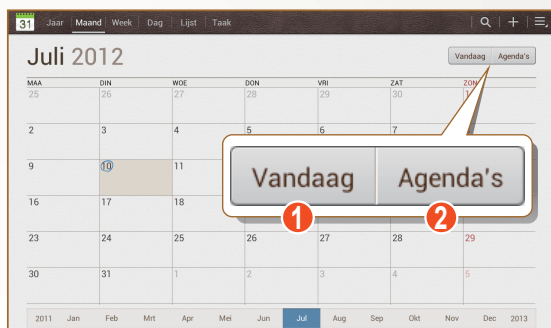 31 Jaar Maand Week Dag Lijst Taak
Juli 2012
Vandaag Agenda's
MAA DIN WOE DON VRI ZAT ZON
25 26 27 28 29 30 1
2 3 4 5 6 7
9 10 11
Vandaag Agenda's
1 2
16 17 18
23 24 25 26 27 28 29
30 31 1 2 3 4 5
2011 Jan Feb Mrt Apr Mei Jun Jul Aug Sep Okt Nov Dec 2013